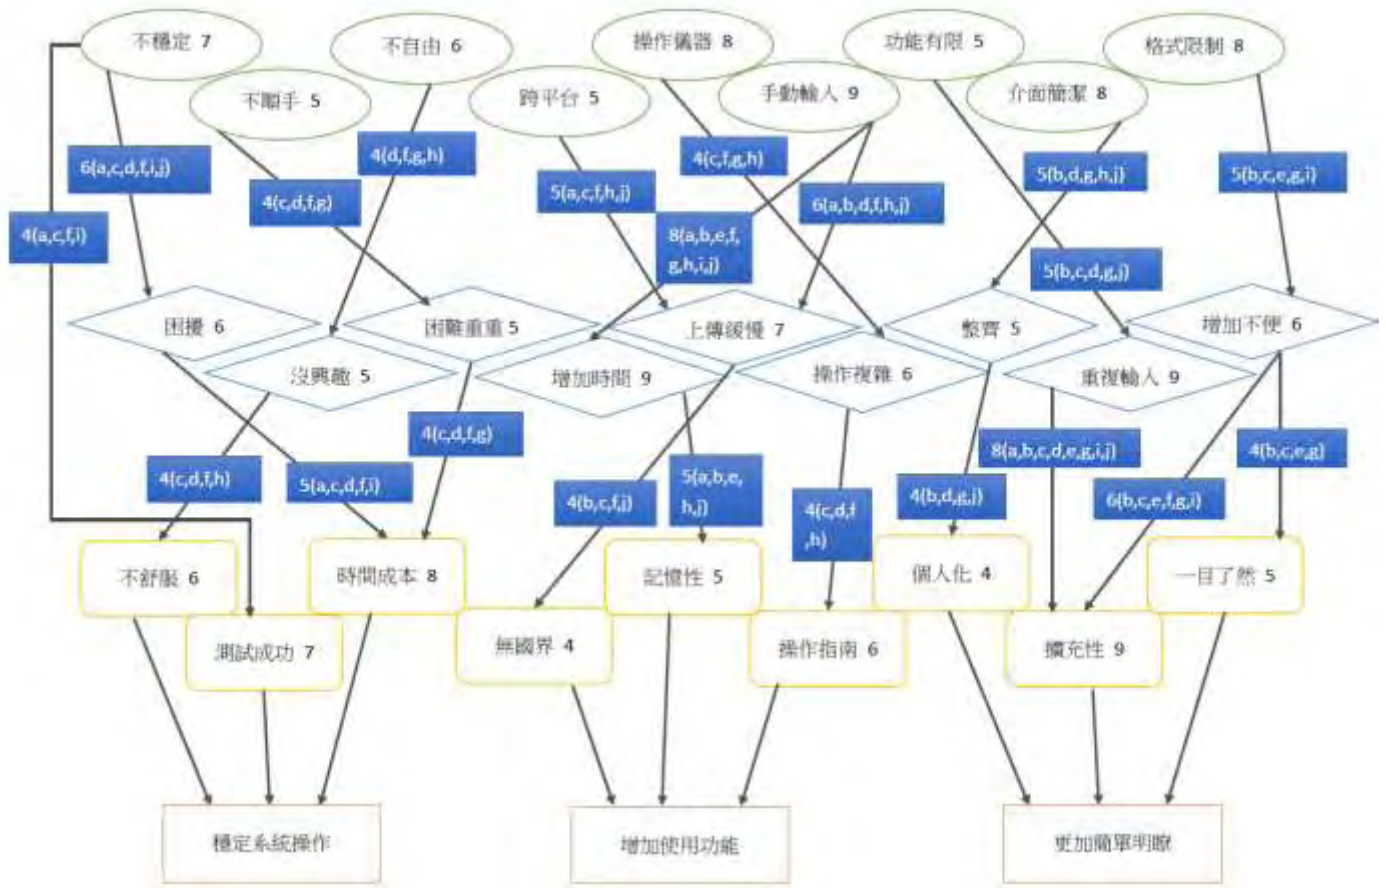 不穩定 7
不自由 6
操作儀器 8
功能有限 5
格式限制 8
不順手 5
跨平台 5
手動輸入 9
介面簡潔 8
6(a,c,d,f,i,j)
4(d,f,g,h)
4(c,f,g,h)
5(b,d,g,h,j)
5(b,c,e,g,i)
4(c,d,f,g)
5(a,c,f,h,j)
6(a,b,d,f,h,j)
4(a,c,f,i)
8(a,b,e,f,
g,h,i,j)
5(b,c,d,g,j)
困擾 6
困難重重 5
上傳緩慢 7
整齊 5
增加不便 6
沒興趣 5
增加時間 9
操作複雜 6
重複輸入 9
4(c,d,f,g)
8(a,b,c,d,e,g,i,j)
4(b,c,e,g)
4(c,d,f,h)
5(a,c,d,f,i)
4(b,c,f,j)
5(a,b,e,
h,j)
4(c,d,f
,h)
4(b,d,g,j)
6(b,c,e,f,g,i)
不舒服 6
時間成本 8
記憶性 5
個人化 4
一目了然 5
測試成功 7
無國界 4
操作指南 6
擴充性 9
穩定系統操作
增加使用功能
更加簡單明瞭